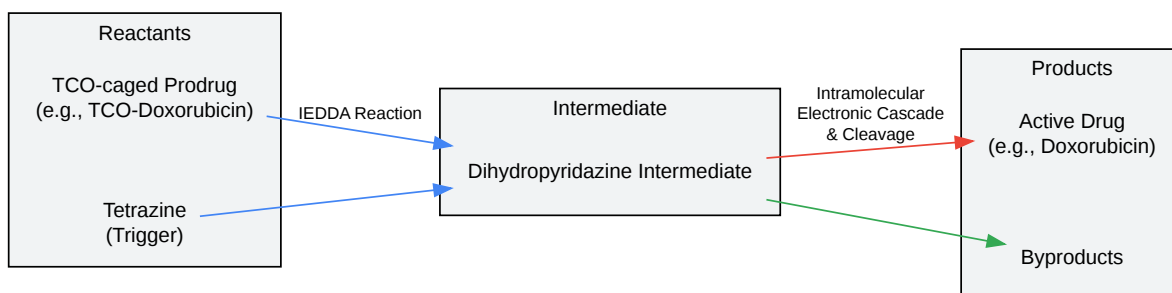 Reactants
TCO-caged Prodrug
(e.g., TCO-Doxorubicin)
Tetrazine
(Trigger)
IEDDA Reaction
Intermediate
Dihydropyridazine Intermediate
Intramolecular
Electronic Cascade
& Cleavage
Products
Active Drug
(e.g., Doxorubicin)
Byproducts